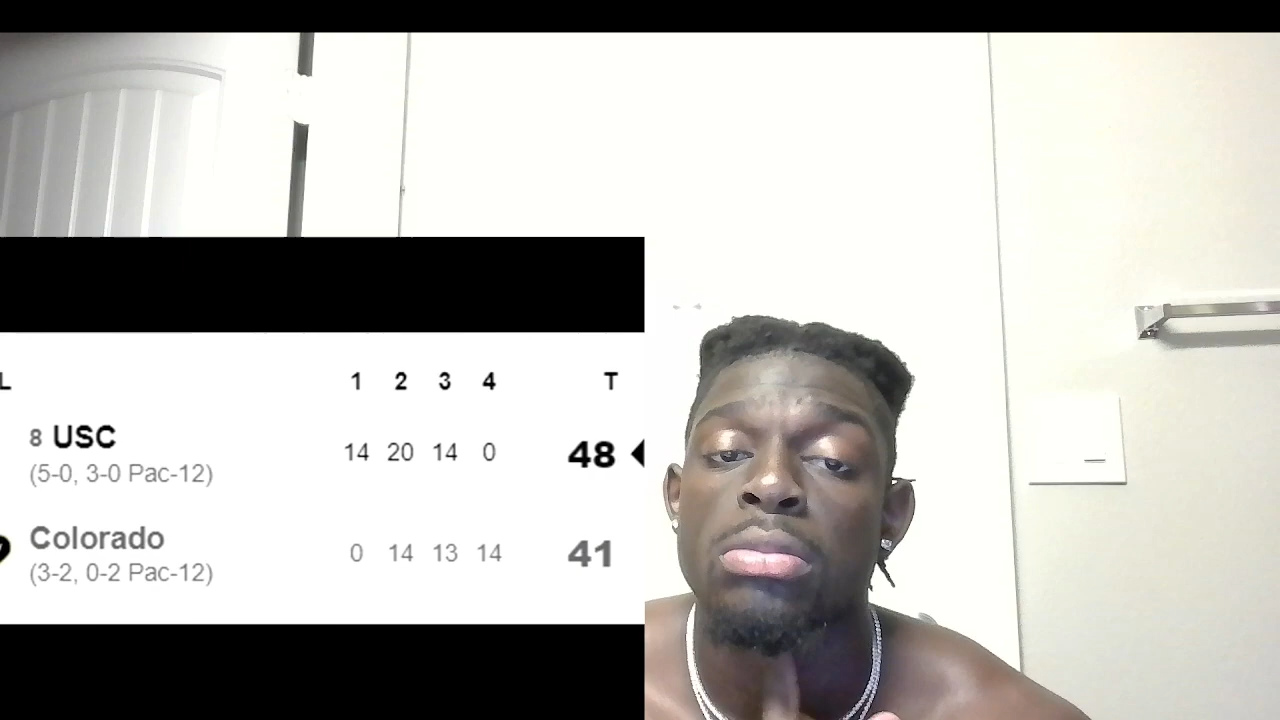 L 1 2 3 4 T
8 USC 14 20 14 0 48
(5-0, 3-0 Pac-12)
Colorado 0 14 13 14 41
(3-2, 0-2 Pac-12)